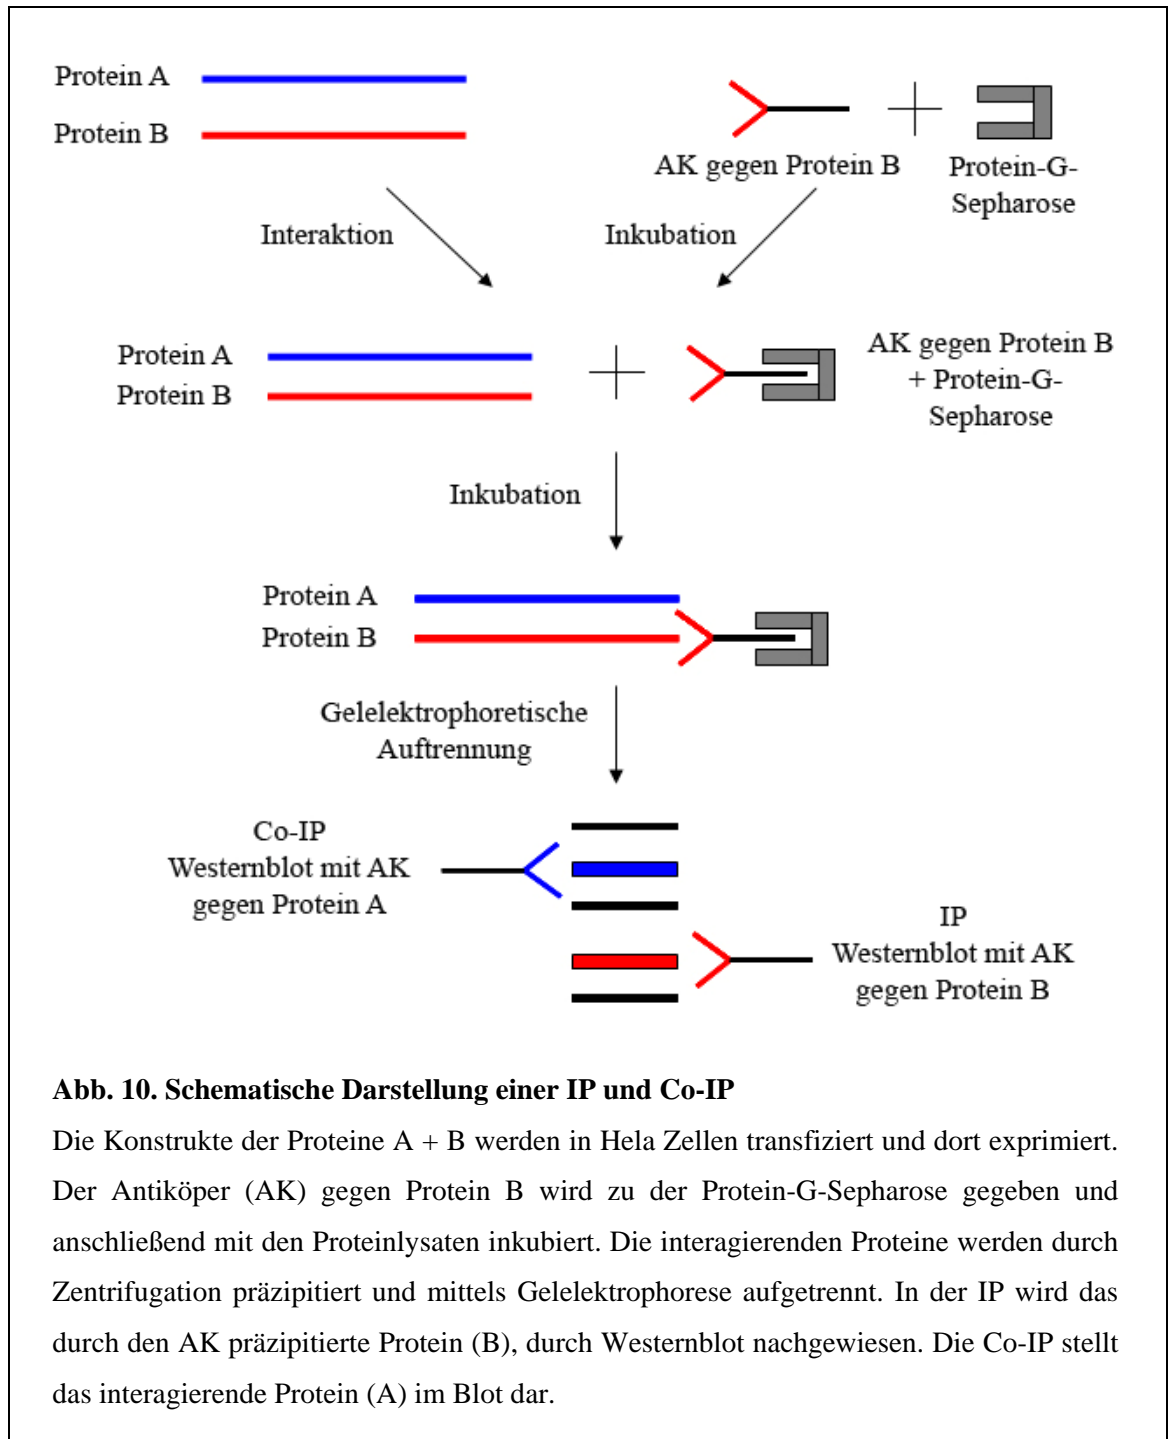 Protein A
Protein B
AK gegen Protein B
Protein-G-
Sepharose
Interaktion
Inkubation
Protein A
Protein B
AK gegen Protein B
+ Protein-G-
Sepharose
Inkubation
Protein A
Protein B
Gelelektrophoretische
Auftrennung
Co-IP
Westernblot mit AK
gegen Protein A
IP
Westernblot mit AK
gegen Protein B
Abb. 10. Schematische Darstellung einer IP und Co-IP
Die Konstrukte der Proteine A + B werden in Hela Zellen transfiziert und dort exprimiert.
Der Antiköper (AK) gegen Protein B wird zu der Protein-G-Sepharose gegeben und
anschließend mit den Proteinlysaten inkubiert. Die interagierenden Proteine werden durch
Zentrifugation präzipitiert und mittels Gelelektrophorese aufgetrennt. In der IP wird das
durch den AK präzipitierte Protein (B), durch Westernblot nachgewiesen. Die Co-IP stellt
das interagierende Protein (A) im Blot dar.